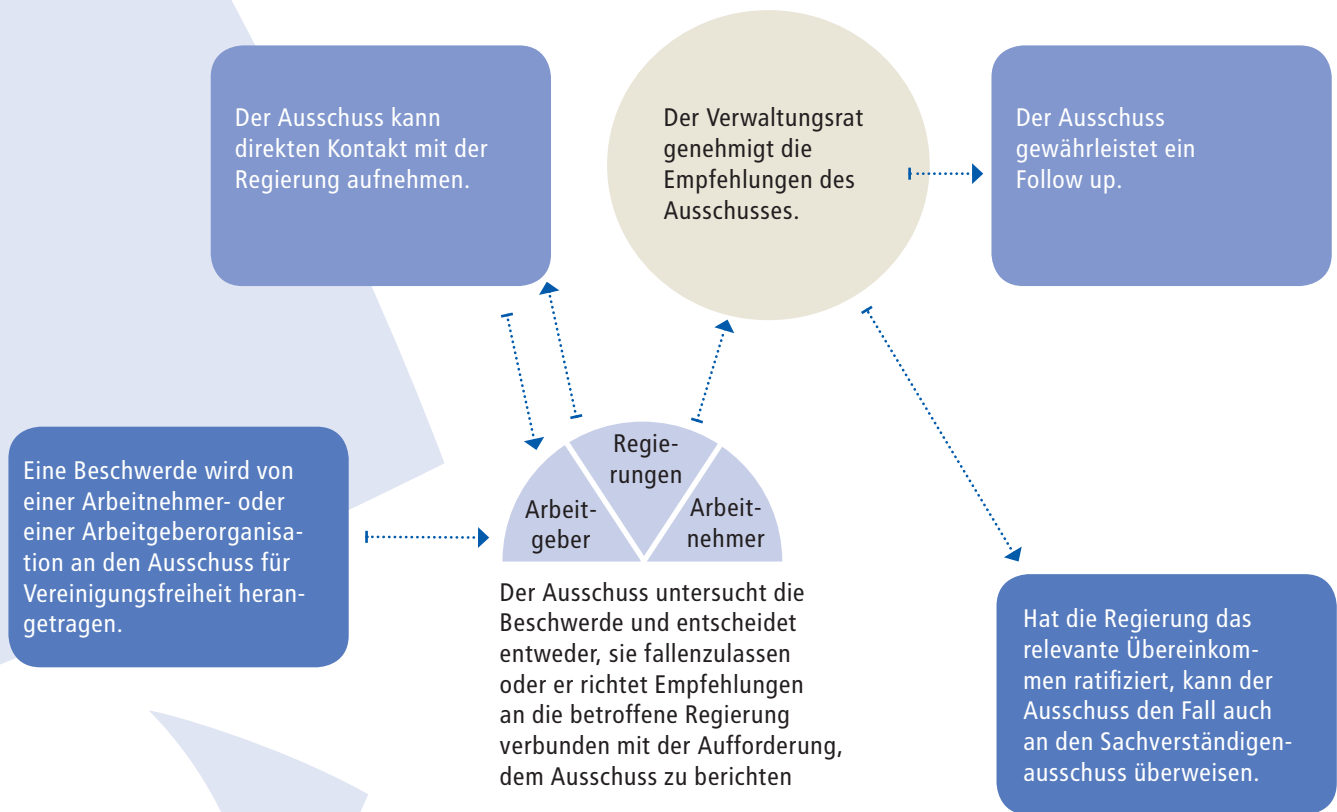 Der Ausschuss kann
direkten Kontakt mit der
Regierung aufnehmen.
Der Verwaltungsrat
genehmigt die
Empfehlungen des
Ausschusses.
Der Ausschuss
gewährleistet ein
Follow up.
Eine Beschwerde wird von
einer Arbeitnehmer- oder
einer Arbeitgeberorganisa-
tion an den Ausschuss für
Vereinigungsfreiheit heran-
getragen.
Arbeit-
geber
Regie-
rungen
Arbeit-
nehmer
Der Ausschuss untersucht die
Beschwerde und entscheidet
entweder, sie fallenzulassen
oder er richtet Empfehlungen
an die betroffene Regierung
verbunden mit der Aufforderung,
dem Ausschuss zu berichten
Hat die Regierung das
relevante Übereinkom-
men ratifiziert, kann der
Ausschuss den Fall auch
an den Sachverständigen-
ausschuss überweisen.